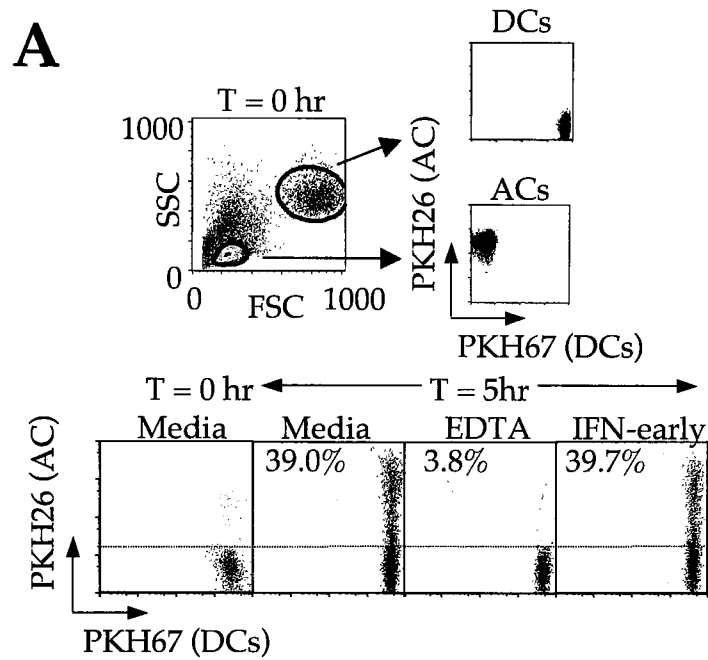 A
DCs
T = 0 hr
1000
SSC
0
0
FSC
1000
PKH26 (AC)
ACs
PKH67 (DCs)
T = 0 hr
T = 5hr
Media
Media
EDTA
IFN-early
39.0%
3.8%
39.7%
PKH26 (AC)
PKH67 (DCs)